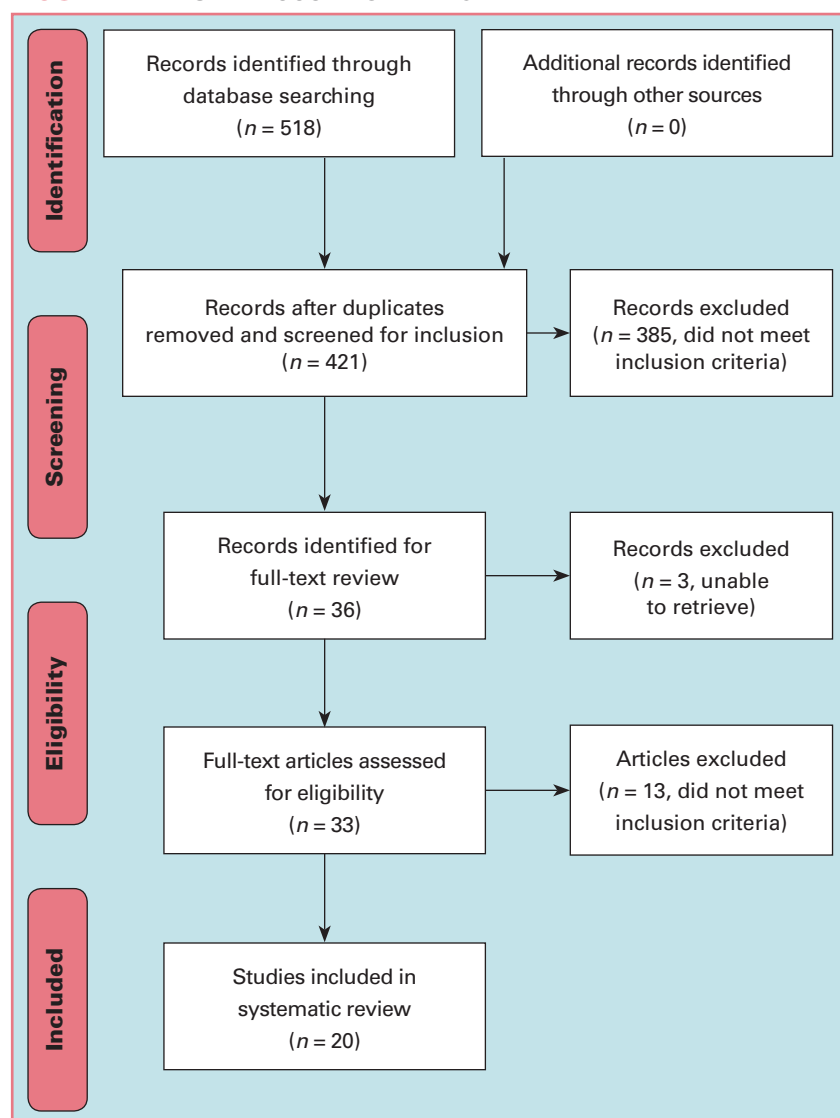 Identification
Records identified through
database searching
(n = 518)
Additional records identified
through other sources
(n = 0)
Screening
Records after duplicates
removed and screened for inclusion
(n = 421)
Records excluded
(n = 385, did not meet
inclusion criteria)
Records identified for
full-text review
(n = 36)
Records excluded
(n = 3, unable
to retrieve)
Eligibility
Full-text articles assessed
for eligibility
(n = 33)
Articles excluded
(n = 13, did not meet
inclusion criteria)
Included
Studies included in
systematic review
(n = 20)